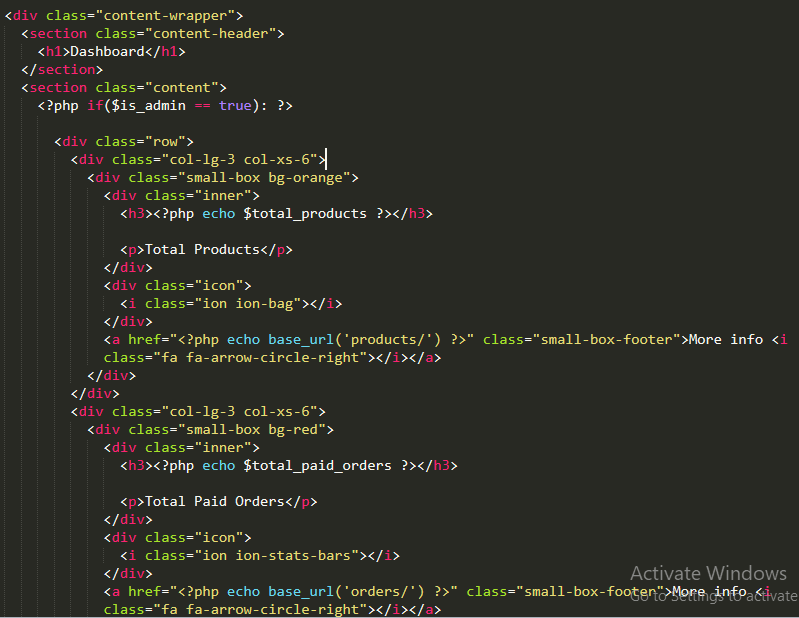 <div class="content-wrapper">
<section class="content-header">
<h1>Dashboard</h1>
</section>
<section class="content">
<?php if($is_admin == true): ?>
<div class="row">
<div class="col-lg-3 col-xs-6">
<div class="small-box bg-orange">
<div class="inner">
<h3><?php echo $total_products ?></h3>
<p>Total Products</p>
</div>
<div class="icon">
<i class="ion ion-bag"></i>
</div>
<a href="<?php echo base_url('products/') ?>" class="small-box-footer">More info <i
class="fa fa-arrow-circle-right"></i></a>
</div>
</div>
<div class="col-lg-3 col-xs-6">
<div class="small-box bg-red">
<div class="inner">
<h3><?php echo $total_paid_orders ?></h3>
<p>Total Paid Orders</p>
</div>
<div class="icon">
<i class="ion ion-stats-bars"></i>
</div>
<a href="<?php echo base_url('orders/') ?>" class="small-box-footer">More info <i
class="fa fa-arrow-circle-right"></i></a>
Activate Windows
Go to Settings to activate